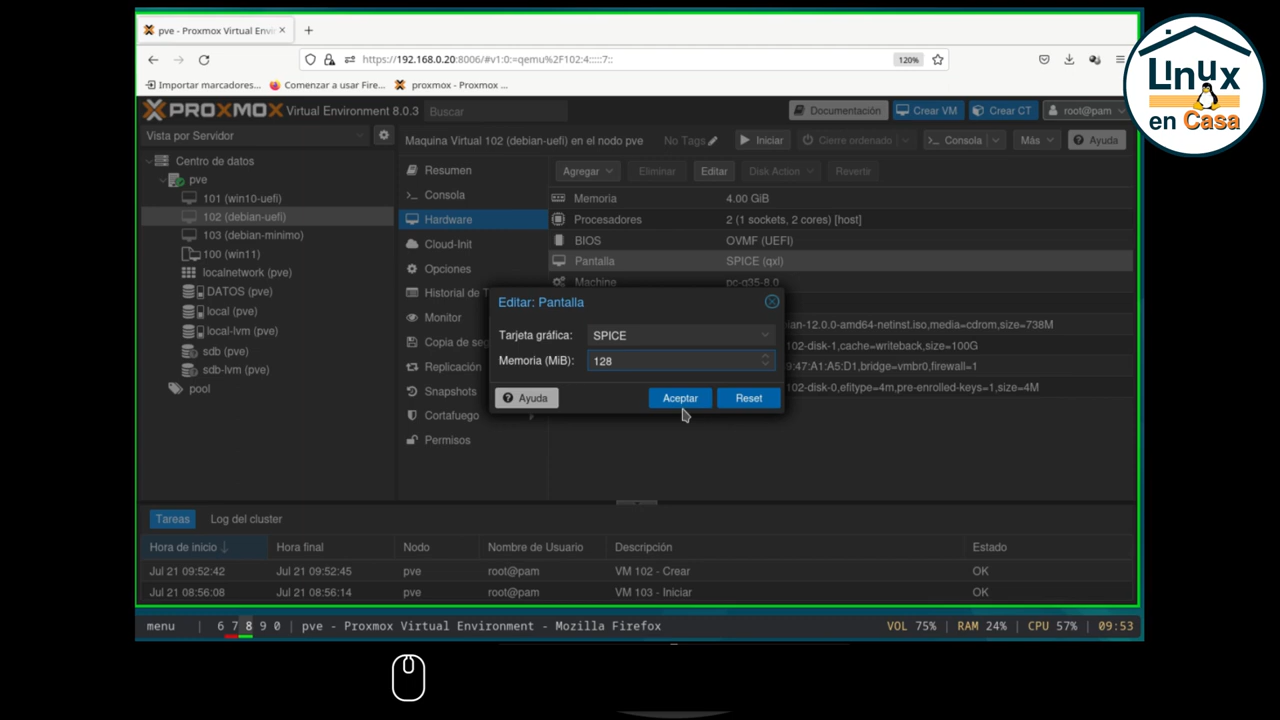 pve - Proxmox Virtual Envir
https://192.168.0.20:8006/#v1:0:=qemu%2F102:4:::::7::
120%
Importar marcadores...
Comenzar a usar Fire...
proxmox - Proxmox ...
PROXMOX Virtual Environment 8.0.3
Buscar
Documentación
Crear VM
Crear CT
root@pam
Linux
en Casa
Vista por Servidor
Centro de datos
pve
101 (win10-uefi)
102 (debian-uefi)
103 (debian-minimo)
100 (win11)
localnetwork (pve)
DATOS (pve)
local (pve)
local-lvm (pve)
sdb (pve)
sdb-lvm (pve)
pool
Maquina Virtual 102 (debian-uefi) en el nodo pve
No Tags
Iniciar
Cierre ordenado
Consola
Más
Ayuda
Resumen
Consola
Hardware
Cloud-Init
Opciones
Historial de T
Monitor
Copia de seg
Replicación
Snapshots
Cortafuego
Permisos
Agregar
Eliminar
Editar
Disk Action
Revertir
Memoria 4.00 GiB
Procesadores 2 (1 sockets, 2 cores) [host]
BIOS OVMF (UEFI)
Pantalla SPICE (qxl)
Machine pc-q35-8.0
ian-12.0.0-amd64-netinst.iso,media=cdrom,size=738M
102-disk-1,cache=writeback,size=100G
:9:47:A1:A5:D1,bridge=vmbr0,firewall=1
102-disk-0,efitype=4m,pre-enrolled-keys=1,size=4M
Editar: Pantalla
Tarjeta gráfica: SPICE
Memoria (MiB): 128
Ayuda
Aceptar
Reset
Tareas
Log del cluster
Hora de inicio Hora final Nodo Nombre de Usuario Descripción Estado
Jul 21 09:52:42 Jul 21 09:52:45 pve root@pam VM 102 - Crear OK
Jul 21 08:56:08 Jul 21 08:56:14 pve root@pam VM 103 - Iniciar OK
menu | 6 7 8 9 0 | pve - Proxmox Virtual Environment - Mozilla Firefox VOL 75% | RAM 24% | CPU 57% | 09:53